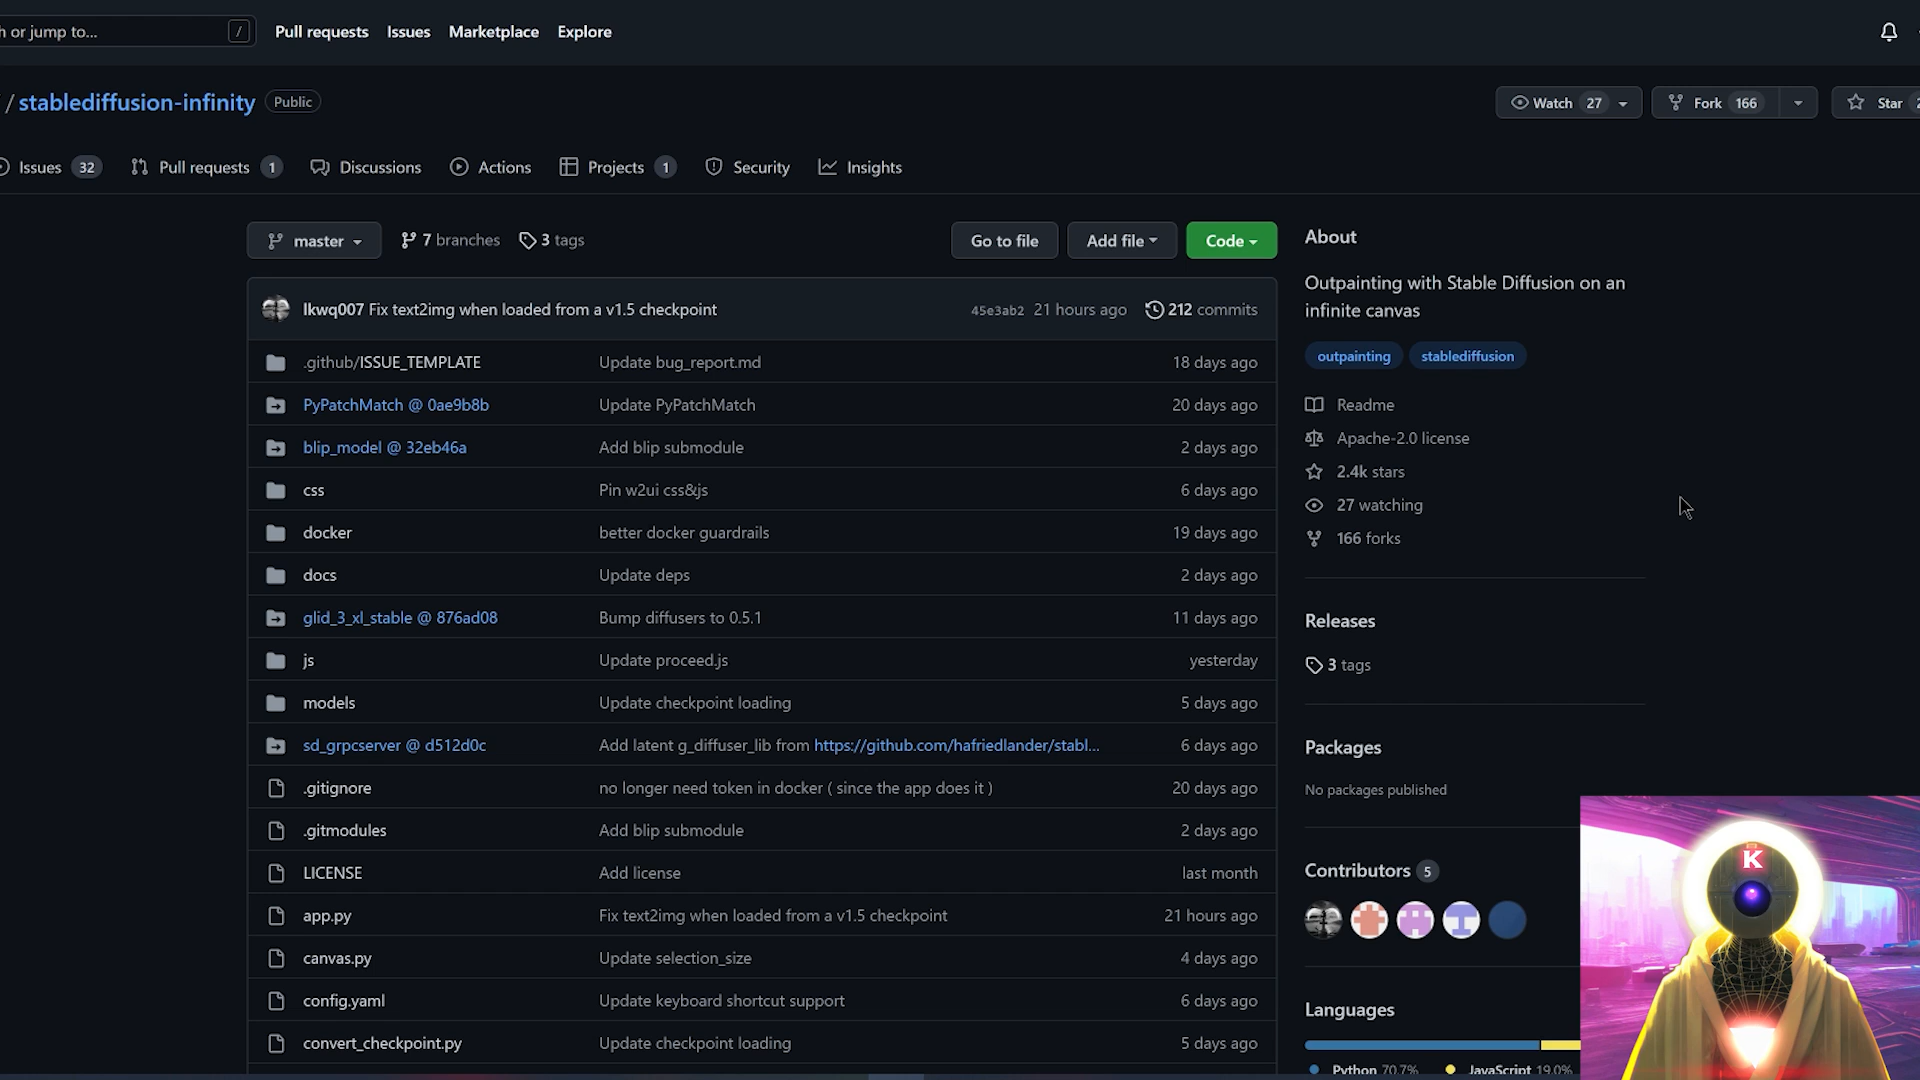 or jump to... /
Pull requests Issues Marketplace Explore
/ stablediffusion-infinity Public
Watch 27 Fork 166 Star
Issues 32 Pull requests 1 Discussions Actions Projects 1 Security Insights
master 7 branches 3 tags Go to file Add file Code
lkwq007 Fix text2img when loaded from a v1.5 checkpoint 45e3ab2 21 hours ago 212 commits
.github/ISSUE_TEMPLATE Update bug_report.md 18 days ago
PyPatchMatch @ 0ae9b8b Update PyPatchMatch 20 days ago
blip_model @ 32eb46a Add blip submodule 2 days ago
css Pin w2ui css&js 6 days ago
docker better docker guardrails 19 days ago
docs Update deps 2 days ago
glid_3_xl_stable @ 876ad08 Bump diffusers to 0.5.1 11 days ago
js Update proceed.js yesterday
models Update checkpoint loading 5 days ago
sd_grpcserver @ d512d0c Add latent g_diffuser_lib from https://github.com/hafriedlander/stabl... 6 days ago
.gitignore no longer need token in docker ( since the app does it ) 20 days ago
.gitmodules Add blip submodule 2 days ago
LICENSE Add license last month
app.py Fix text2img when loaded from a v1.5 checkpoint 21 hours ago
canvas.py Update selection_size 4 days ago
config.yaml Update keyboard shortcut support 6 days ago
convert_checkpoint.py Update checkpoint loading 5 days ago
About
Outpainting with Stable Diffusion on an
infinite canvas
outpainting stablediffusion
Readme
Apache-2.0 license
2.4k stars
27 watching
166 forks
Releases
3 tags
Packages
No packages published
Contributors 5
Languages
Python 70.7% JavaScript 19.0%
K